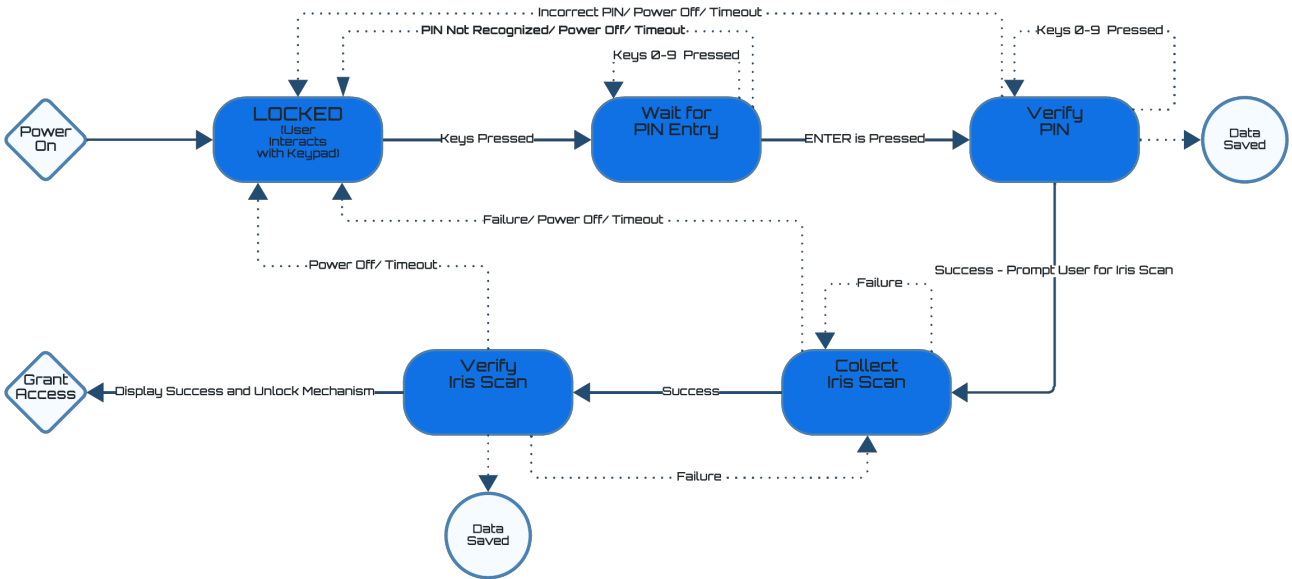 Incorrect PIN/ Power Off/ Timeout
PIN Not Recognized/ Power Off/ Timeout
Keys 0-9 Pressed
Keys 0-9 Pressed
Power
On
LOCKED
(User
Interacts
with Keypad)
Keys Pressed
Wait for
PIN Entry
ENTER is Pressed
Verify
PIN
Data
Saved
Failure/ Power Off/ Timeout
Power Off/ Timeout
Success - Prompt User for Iris Scan
Failure
Grant
Access
Display Success and Unlock Mechanism
Verify
Iris Scan
Success
Collect
Iris Scan
Failure
Data
Saved